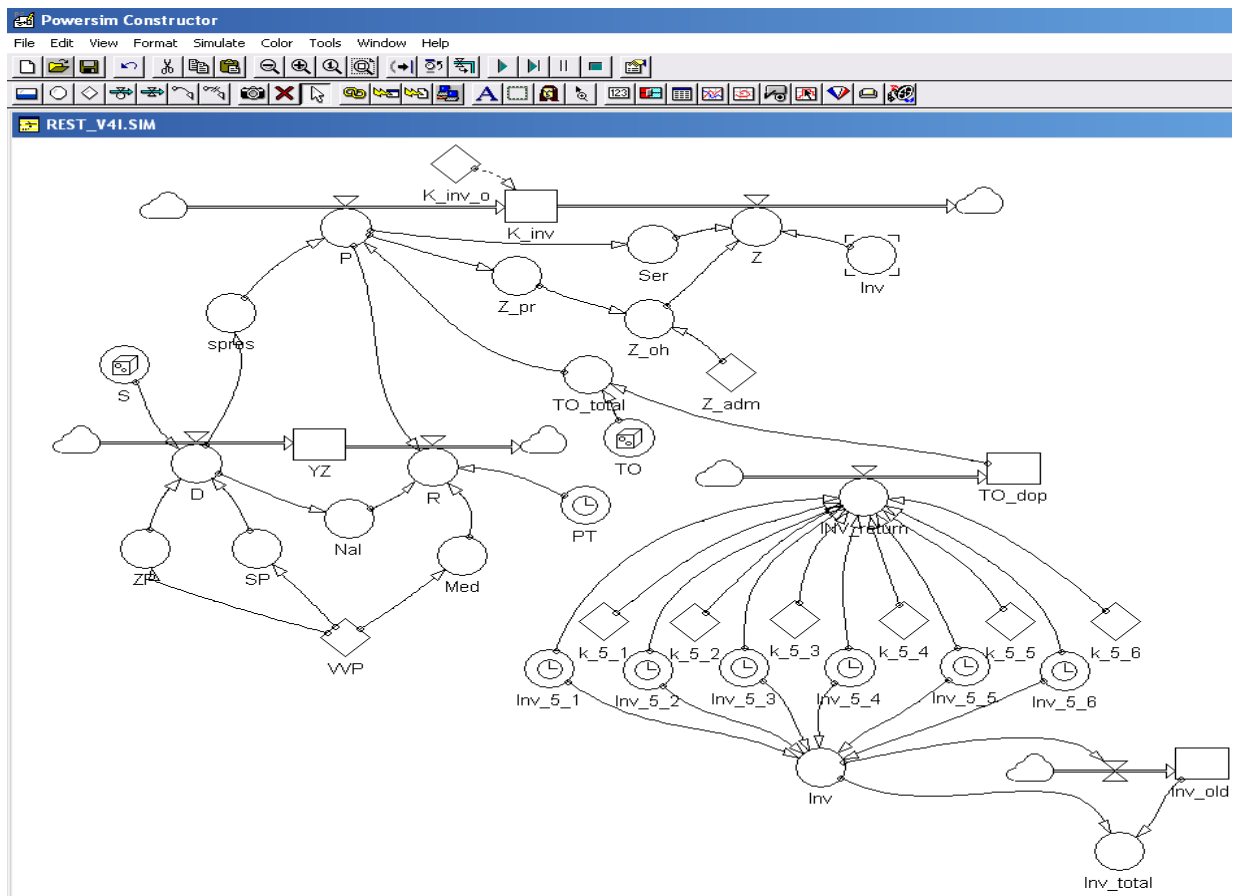 Powersim Constructor
File Edit View Format Simulate Color Tools Window Help
123
REST_V4I.SIM
K_inv_o
K_inv
P
Ser
Z
Inv
Z_pr
spros
Z_oh
S
TO_total
Z_adm
TO
YZ
TO_dop
D
R
INV_return
Nal
PT
ZP
SP
Med
k_5_1 k_5_2 k_5_3 k_5_4 k_5_5 k_5_6
VVP
Inv_5_1 Inv_5_2 Inv_5_3 Inv_5_4 Inv_5_5 Inv_5_6
Inv
Inv_old
Inv_total